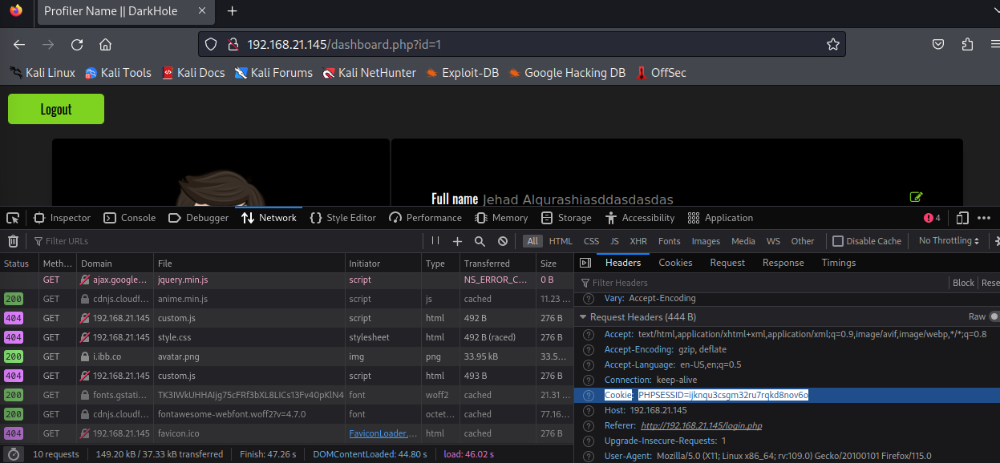 Profiler Name || DarkHole
192.168.21.145/dashboard.php?id=1
Kali Linux Kali Tools Kali Docs Kali Forums Kali NetHunter Exploit-DB Google Hacking DB OffSec
Logout
Full name Jehad Alqurashiasddasdasdas
Inspector Console Debugger Network Style Editor Performance Memory Storage Accessibility Application 4
Filter URLs All HTML CSS JS XHR Fonts Images Media WS Other Disable Cache No Throttling
Status Meth... Domain File Initiator Type Transferred Size
GET ajax.google... jquery.min.js script NS_ERROR_C... 0 B
200 GET cdnjs.cloudf... anime.min.js script js cached 11.23 ...
404 GET 192.168.21.145 custom.js script html 492 B 276 B
404 GET 192.168.21.145 style.css stylesheet html 492 B (raced) 276 B
200 GET i.ibb.co avatar.png img png 33.95 kB 33.5...
404 GET 192.168.21.145 custom.js script html 493 B 276 B
200 GET fonts.gstati... font woff2 cached 21.31 ...
200 GET cdnjs.cloudf... fontawesome-webfont.woff2?v=4.7.0 font octet... cached 77.16...
404 GET 192.168.21.145 favicon.ico FaviconLoader.... html cached 276 B
10 requests 149.20 kB / 37.33 kB transferred Finish: 47.26 s DOMContentLoaded: 44.80 s load: 46.02 s
Headers Cookies Request Response Timings
Filter Headers Block Rese
Vary: Accept-Encoding
Request Headers (444 B) Raw
Accept: text/html,application/xhtml+xml,application/xml;q=0.9,image/avif,image/webp,*/*;q=0.8
Accept-Encoding: gzip, deflate
Accept-Language: en-US,en;q=0.5
Connection: keep-alive
Cookie: PHPSESSID=ijknqu3csgm32ru7rqkd8nov6o
Host: 192.168.21.145
Referer: http://192.168.21.145/login.php
Upgrade-Insecure-Requests: 1
User-Agent: Mozilla/5.0 (X11; Linux x86_64; rv:109.0) Gecko/20100101 Firefox/115.0